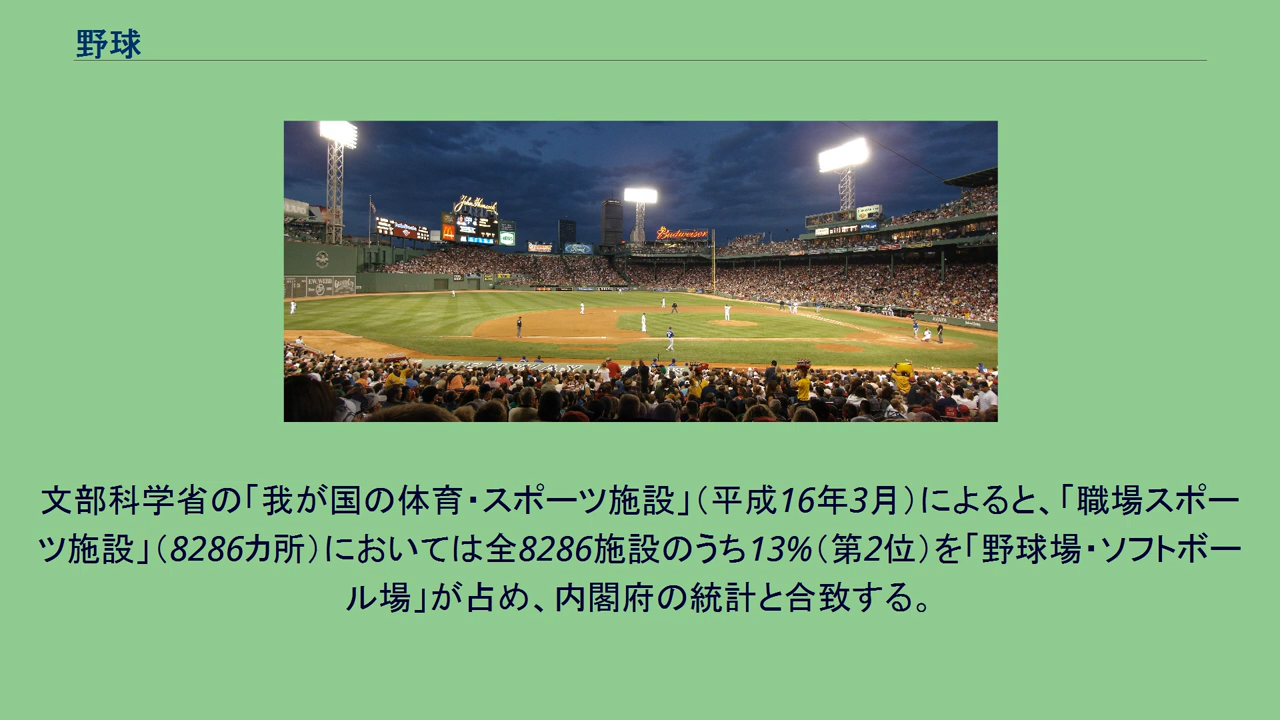 野球
John Hancock
Budweiser
Ford
文部科学省の「我が国の体育・スポーツ施設」（平成16年3月）によると、「職場スポー
ツ施設」（8286カ所）においては全8286施設のうち13%（第2位）を「野球場・ソフトボー
ル場」が占め、内閣府の統計と合致する。